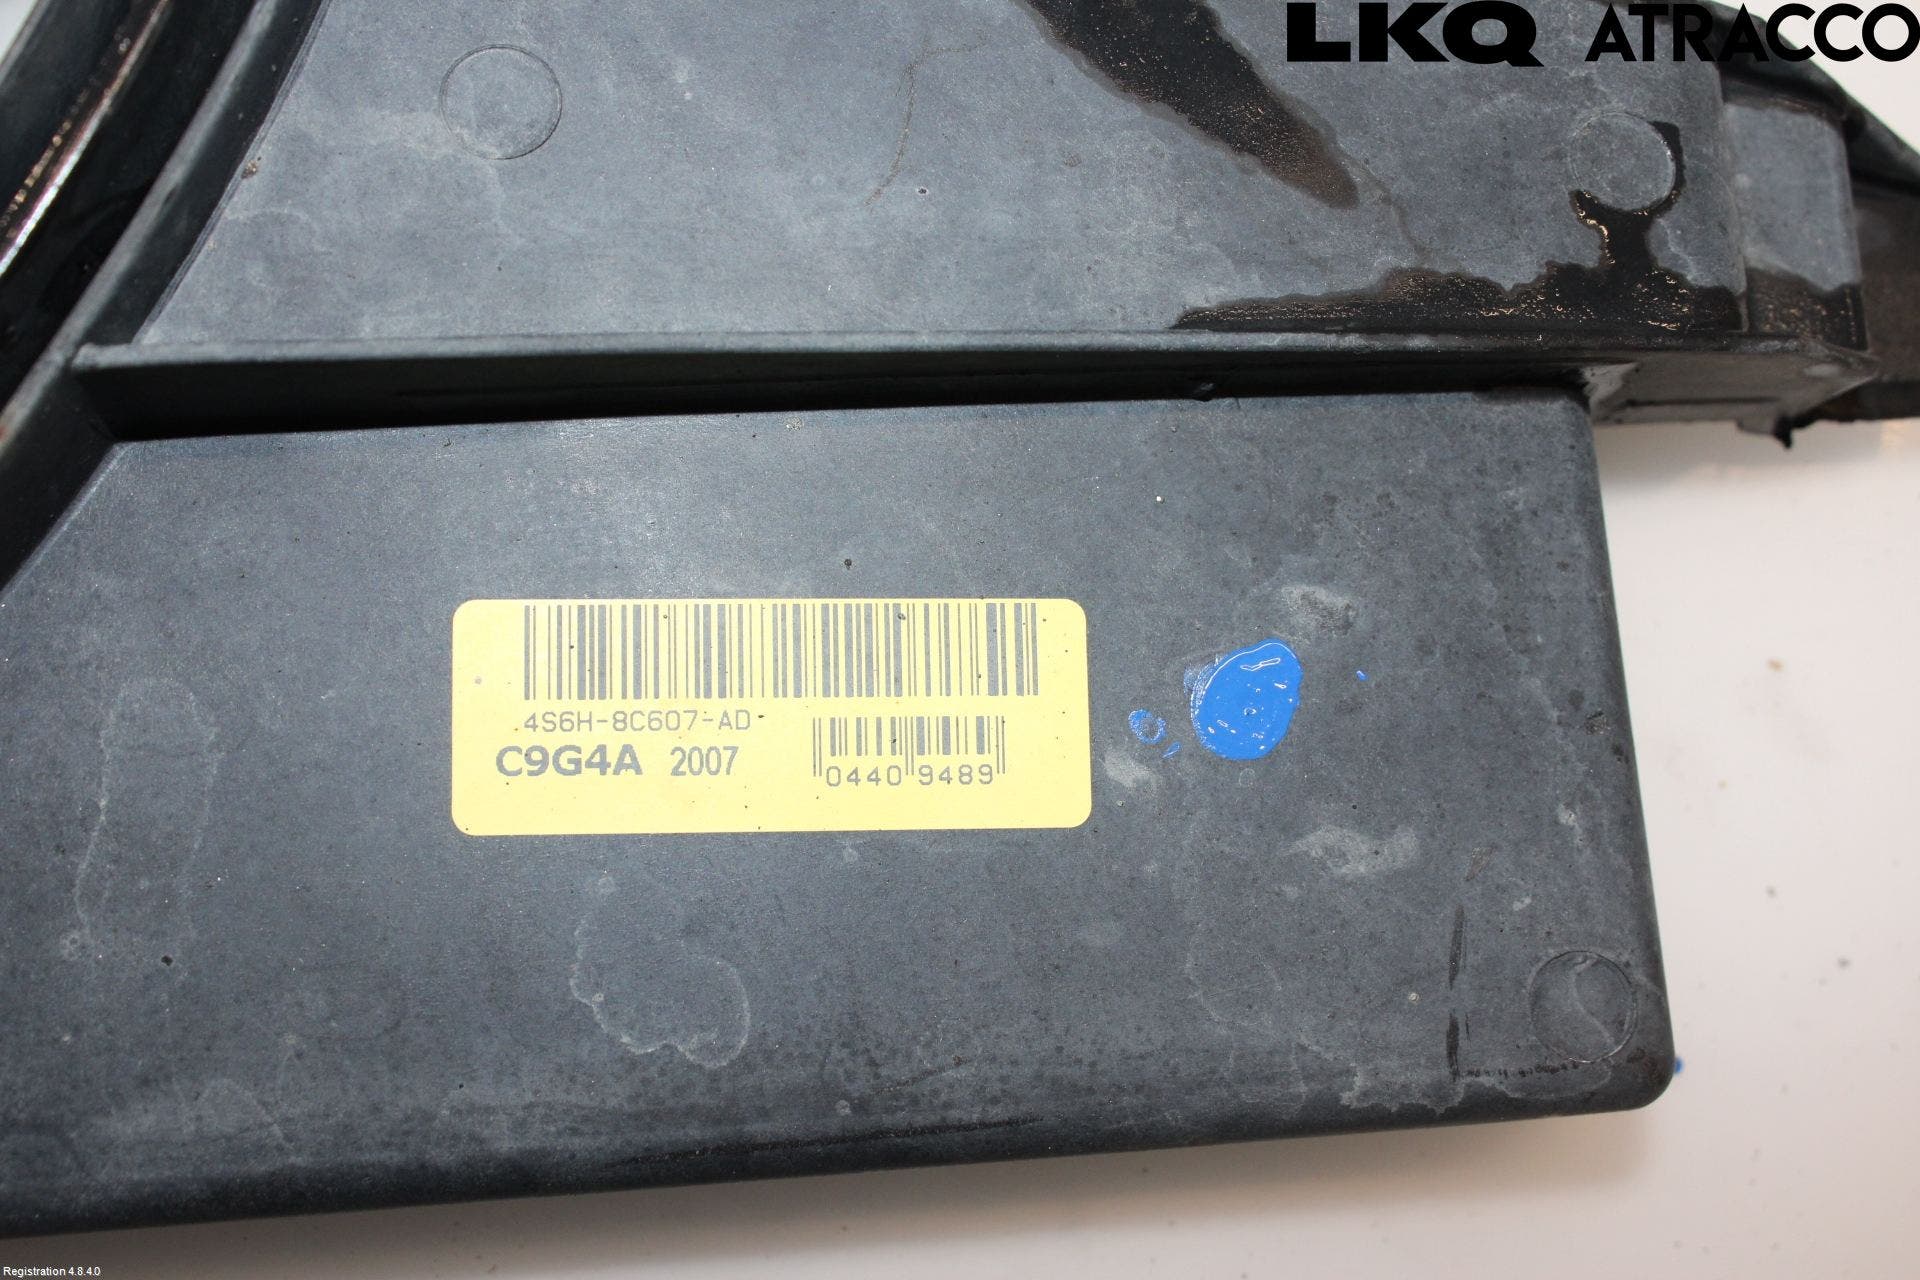 LKQ ATRACCO
4S6H-8C607-AD
C9G4A 2007
0440 9489
Registration 4.8.4.0